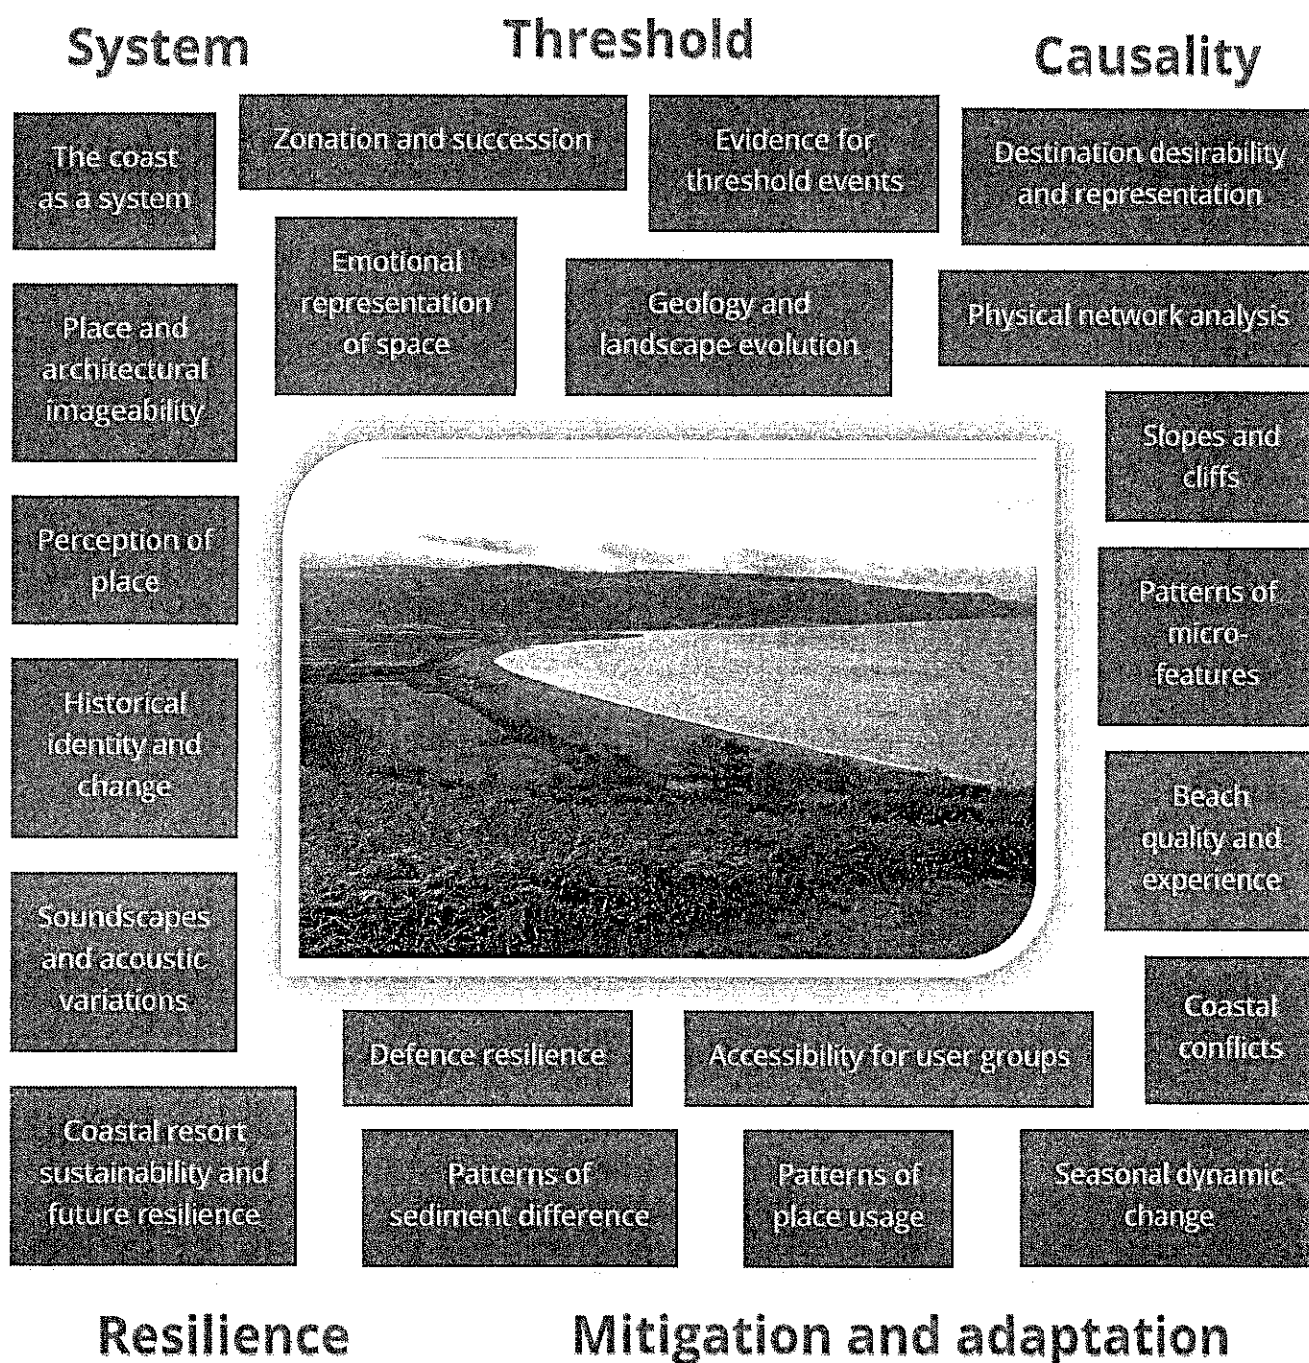 System
Threshold
Causality
The coast
as a system
Zonation and succession
Evidence for
threshold events
Destination desirability
and representation
Emotional
representation
of space
Geology and
landscape evolution
Physical network analysis
Place and
architectural
imageability
Slopes and
cliffs
Perception of
place
Patterns of
micro-
features
Historical
identity and
change
Beach
quality and
experience
Soundscapes
and acoustic
variations
Coastal
conflicts
Defence resilience
Accessibility for user groups
Coastal resort
sustainability and
future resilience
Patterns of
sediment difference
Patterns of
place usage
Seasonal dynamic
change
Resilience
Mitigation and adaptation